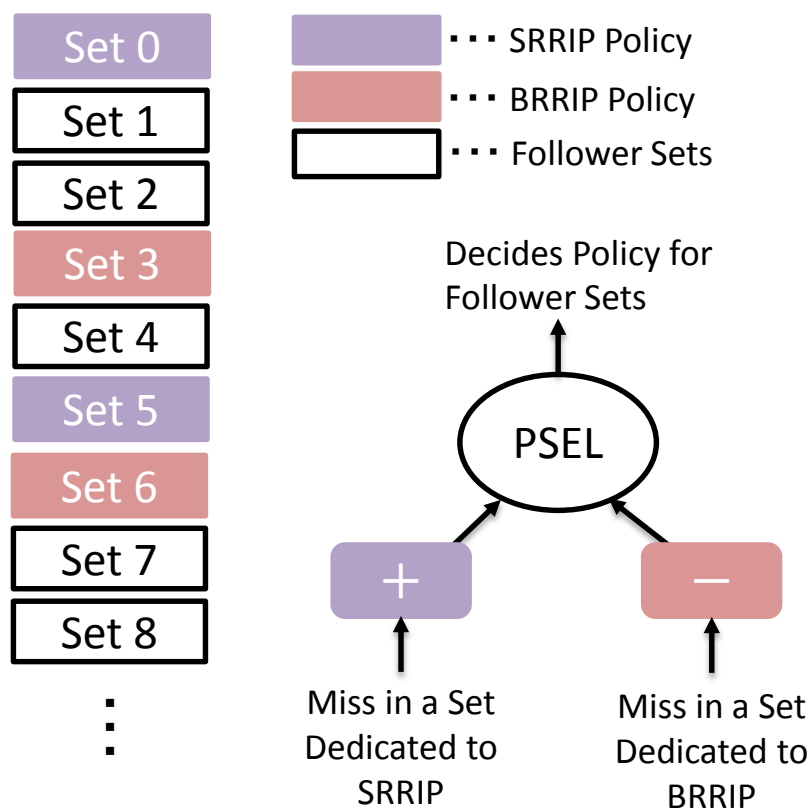 Set 0
Set 1
Set 2
Set 3
Set 4
Set 5
Set 6
Set 7
Set 8
⋮
··· SRRIP Policy
··· BRRIP Policy
··· Follower Sets
Decides Policy for
Follower Sets
PSEL
+
−
Miss in a Set
Dedicated to
SRRIP
Miss in a Set
Dedicated to
BRRIP